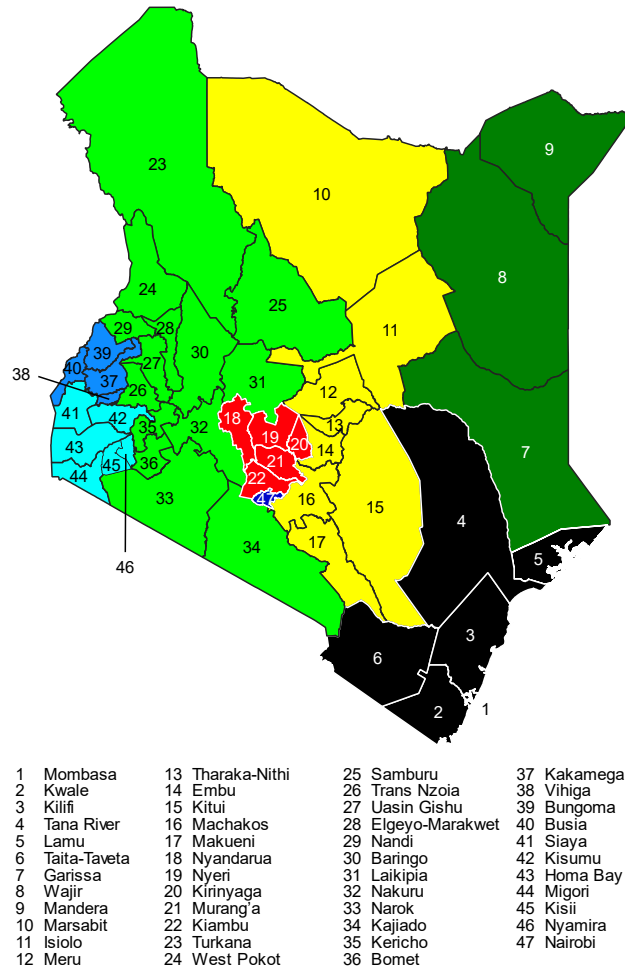 9
23
10
8
24
25
29
28
11
39
30
27
40
38
37
31
12
26
41
42
18
13
35
32
19
20
43
14
7
36
21
45
44
22
33
16
47
15
4
17
34
5
46
3
6
2
1
1 Mombasa
2 Kwale
3 Kilifi
4 Tana River
5 Lamu
6 Taita-Taveta
7 Garissa
8 Wajir
9 Mandera
10 Marsabit
11 Isiolo
12 Meru
13 Tharaka-Nithi
14 Embu
15 Kitui
16 Machakos
17 Makueni
18 Nyandarua
19 Nyeri
20 Kirinyaga
21 Murang'a
22 Kiambu
23 Turkana
24 West Pokot
25 Samburu
26 Trans Nzoia
27 Uasin Gishu
28 Elgeyo-Marakwet
29 Nandi
30 Baringo
31 Laikipia
32 Nakuru
33 Narok
34 Kajiado
35 Kericho
36 Bomet
37 Kakamega
38 Vihiga
39 Bungoma
40 Busia
41 Siaya
42 Kisumu
43 Homa Bay
44 Migori
45 Kisii
46 Nyamira
47 Nairobi